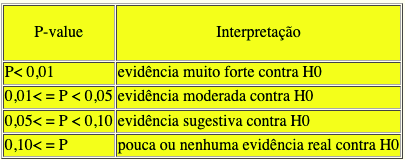 P-value Interpretação
P< 0,01 evidência muito forte contra H0
0,01< = P < 0,05 evidência moderada contra H0
0,05< = P < 0,10 evidência sugestiva contra H0
0,10< = P pouca ou nenhuma evidência real contra H0